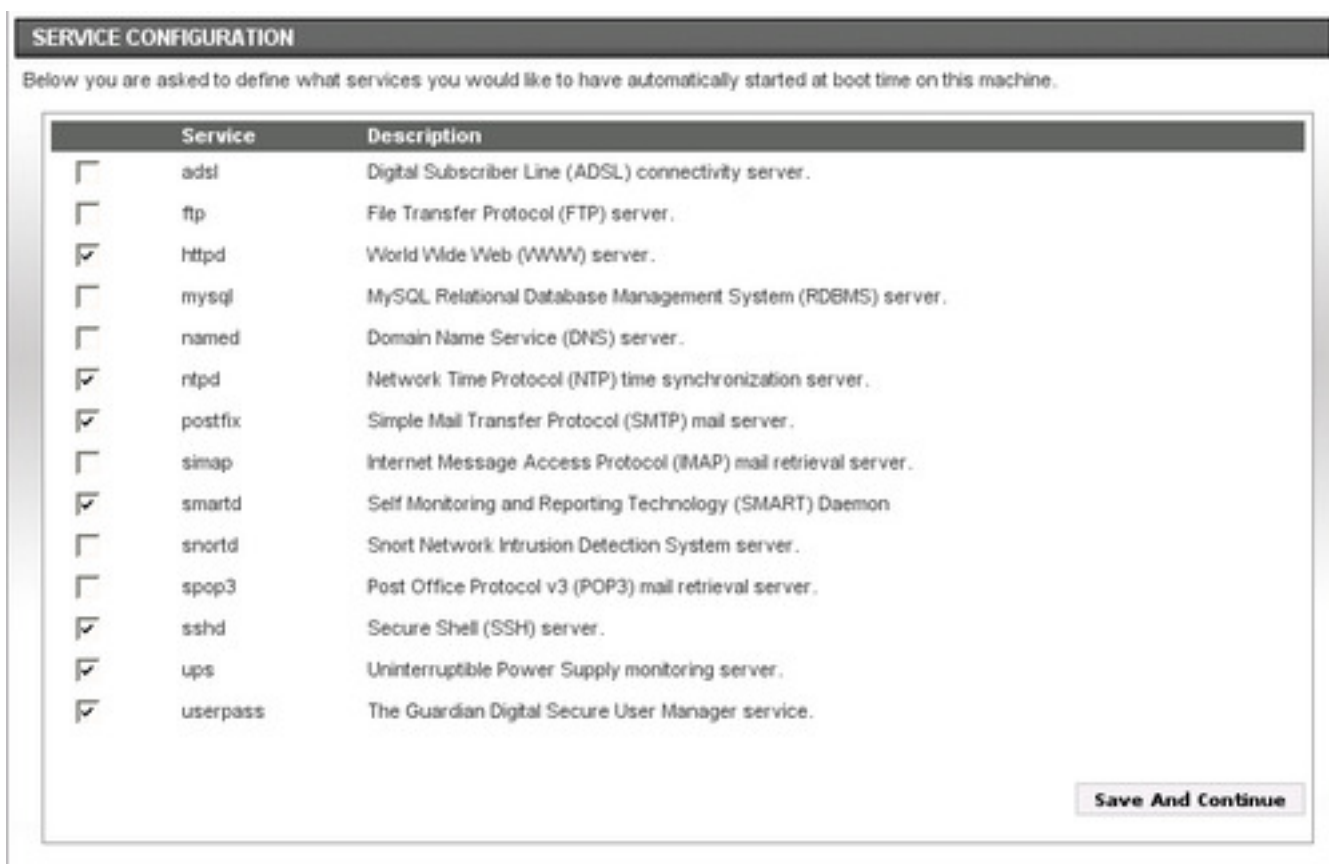 SERVICE CONFIGURATION
Below you are asked to define what services you would like to have automatically started at boot time on this machine.
Service Description
adsl Digital Subscriber Line (ADSL) connectivity server.
ftp File Transfer Protocol (FTP) server.
httpd World Wide Web (WWW) server.
mysql MySQL Relational Database Management System (RDBMS) server.
named Domain Name Service (DNS) server.
ntpd Network Time Protocol (NTP) time synchronization server.
postfix Simple Mail Transfer Protocol (SMTP) mail server.
simap Internet Message Access Protocol (IMAP) mail retrieval server.
smartd Self Monitoring and Reporting Technology (SMART) Daemon
snortd Snort Network Intrusion Detection System server.
spop3 Post Office Protocol v3 (POP3) mail retrieval server.
sshd Secure Shell (SSH) server.
ups Uninterruptible Power Supply monitoring server.
userpass The Guardian Digital Secure User Manager service.
Save And Continue